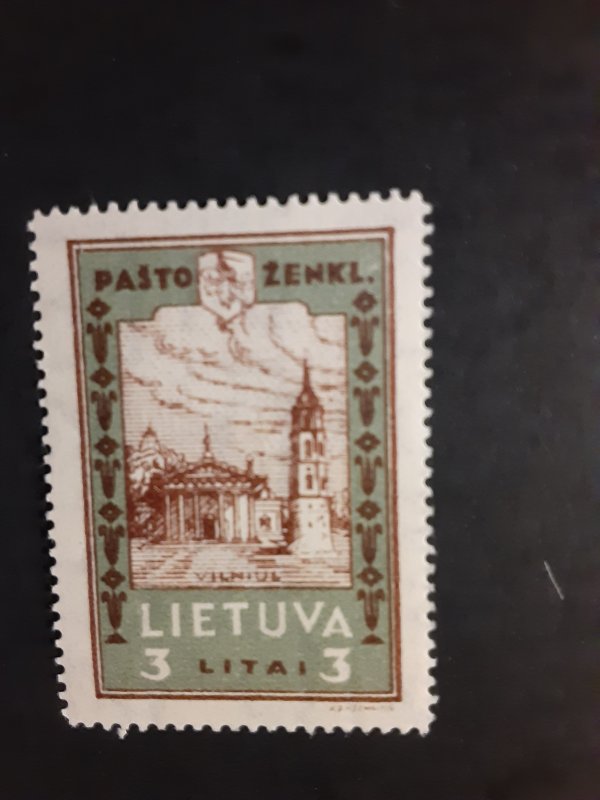 PAŠTO ŽENKL.
VILNIUS
LIETUVA
3 LITAI 3